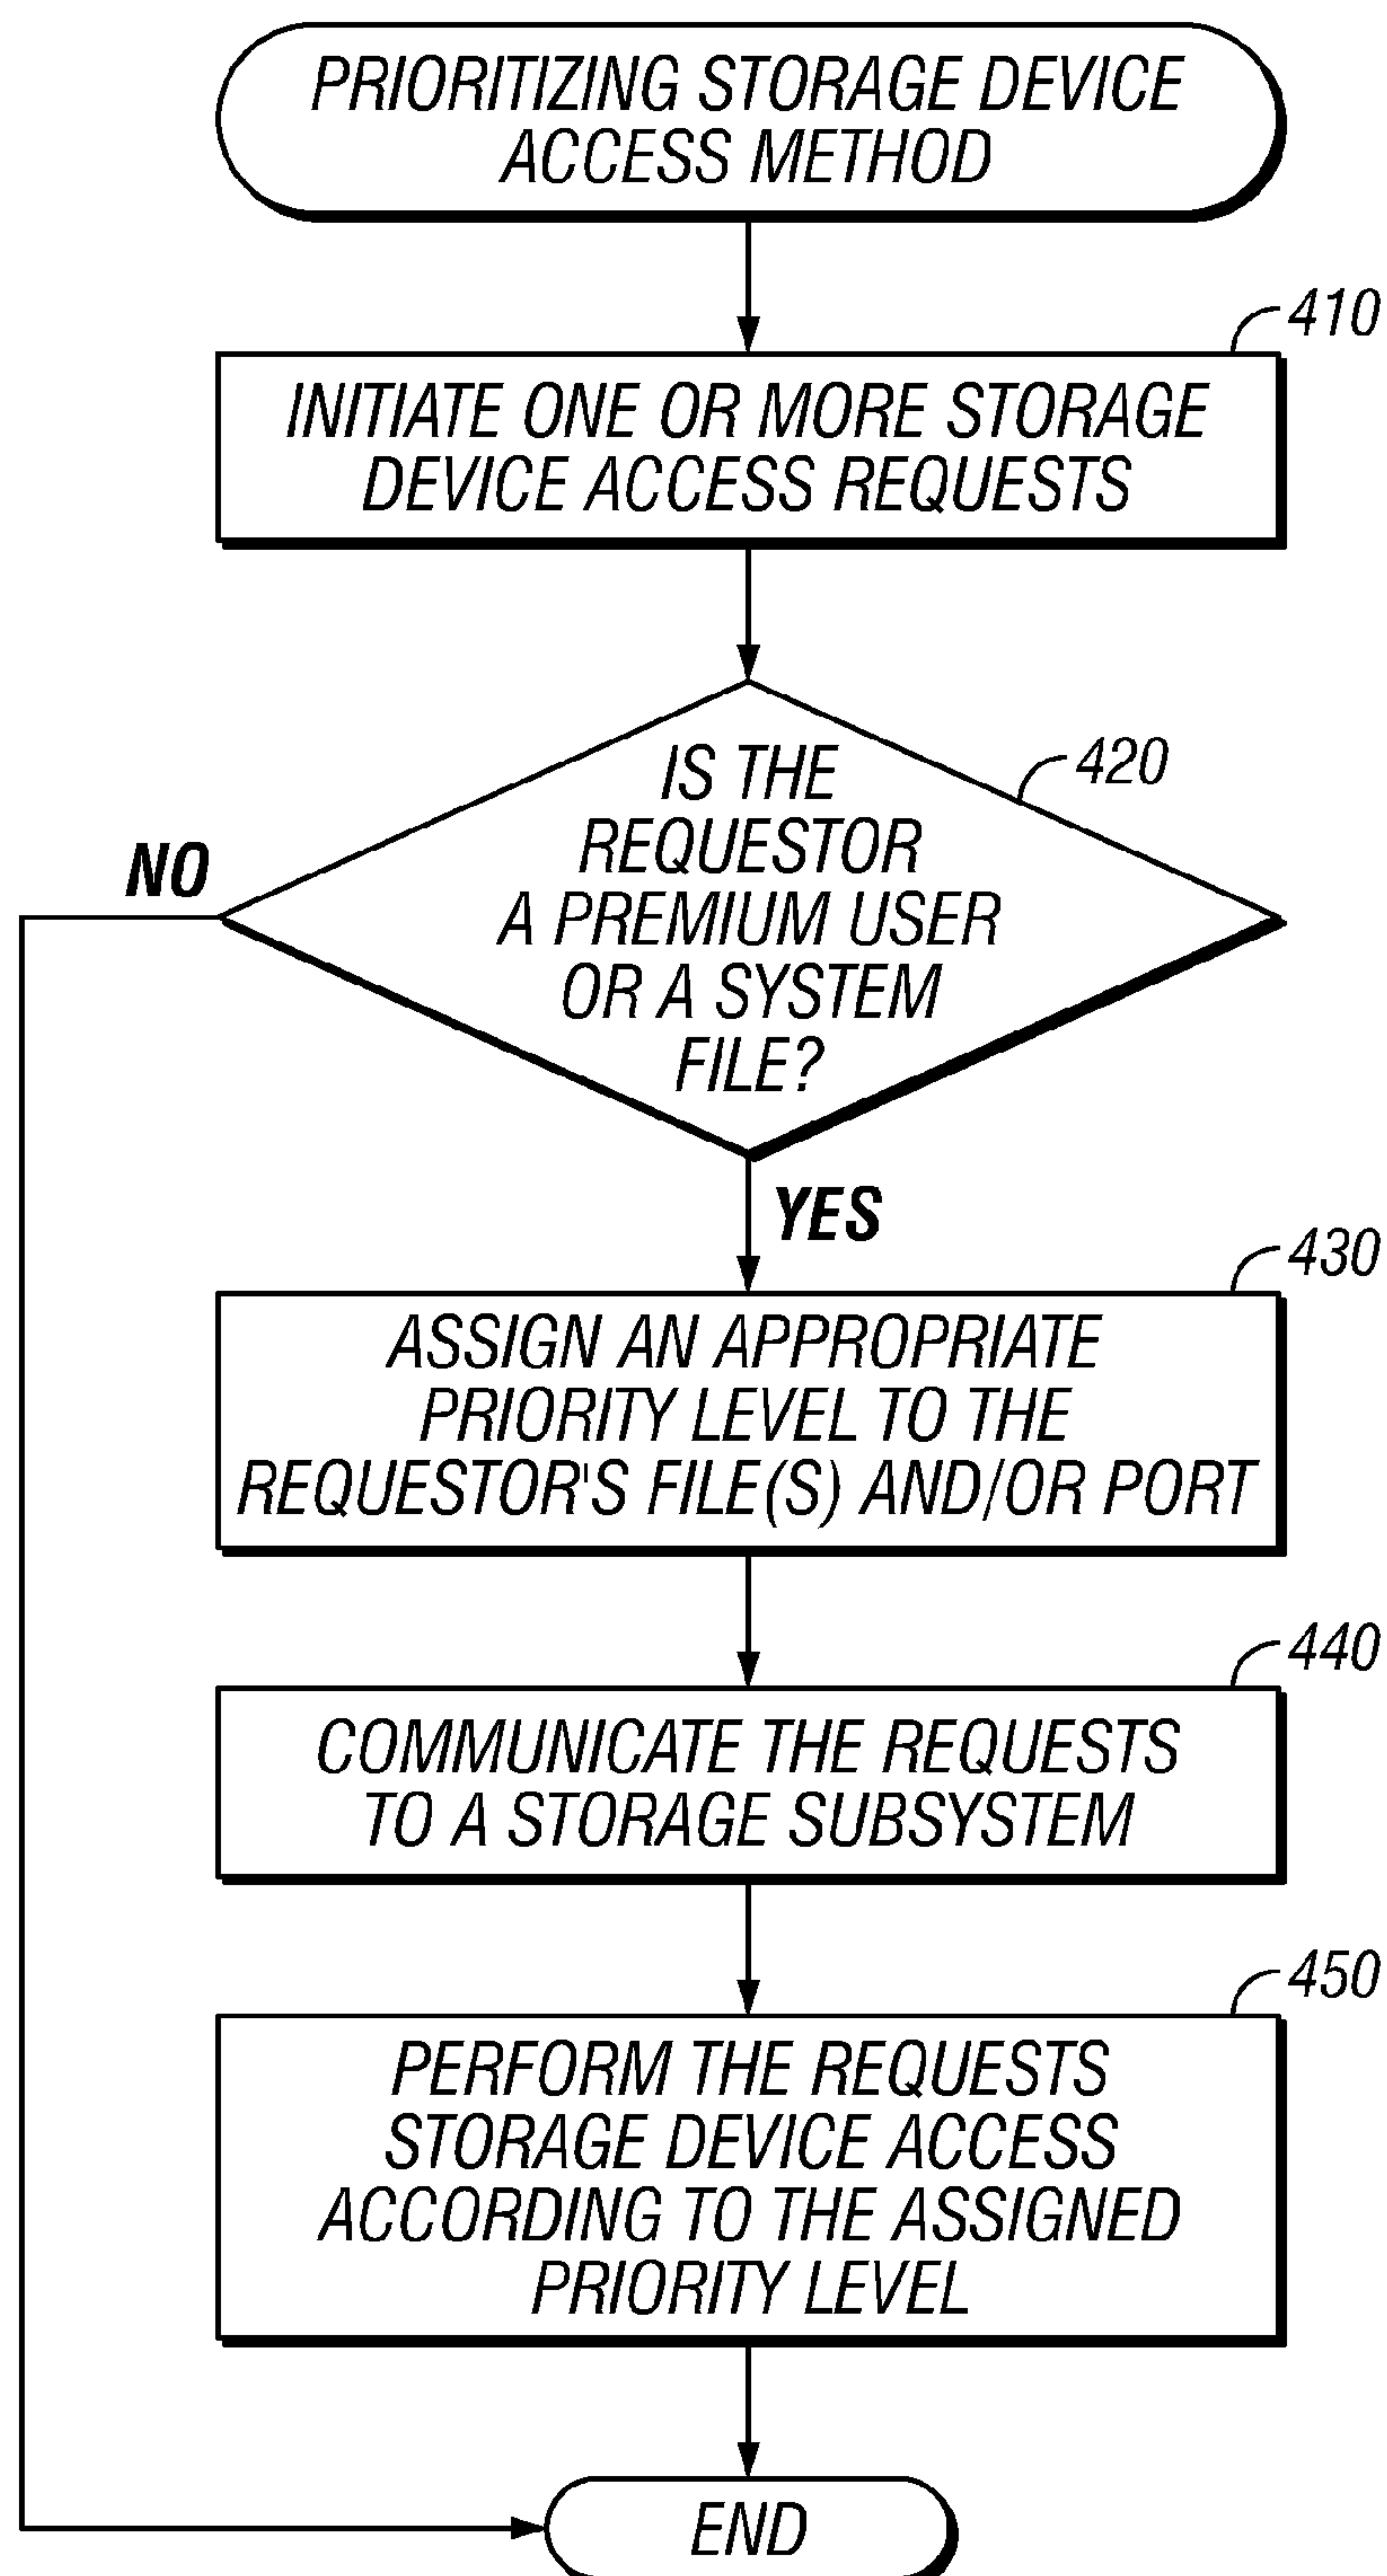 PRIORITIZING STORAGE DEVICE
ACCESS METHOD
410
INITIATE ONE OR MORE STORAGE
DEVICE ACCESS REQUESTS
420
IS THE
REQUESTOR
A PREMIUM USER
OR A SYSTEM
FILE?
NO
YES
430
ASSIGN AN APPROPRIATE
PRIORITY LEVEL TO THE
REQUESTOR'S FILE(S) AND/OR PORT
440
COMMUNICATE THE REQUESTS
TO A STORAGE SUBSYSTEM
450
PERFORM THE REQUESTS
STORAGE DEVICE ACCESS
ACCORDING TO THE ASSIGNED
PRIORITY LEVEL
END